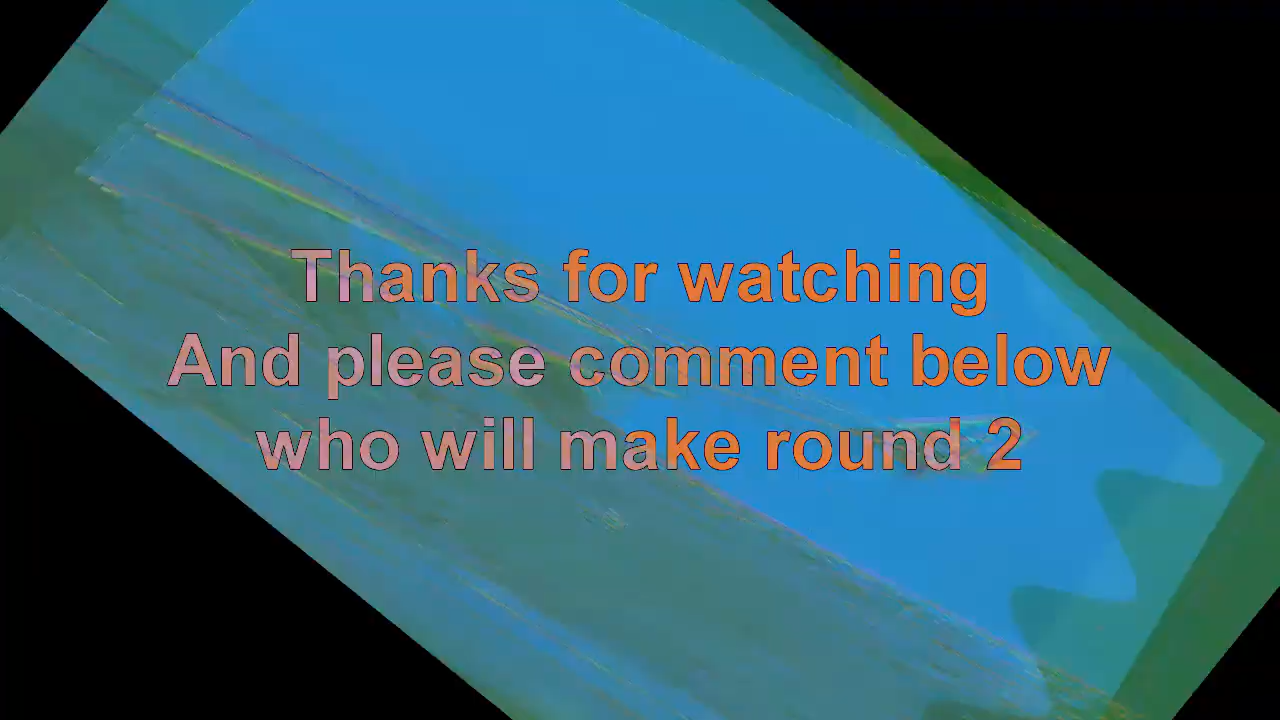 Thanks for watching
And please comment below
who will make round 2